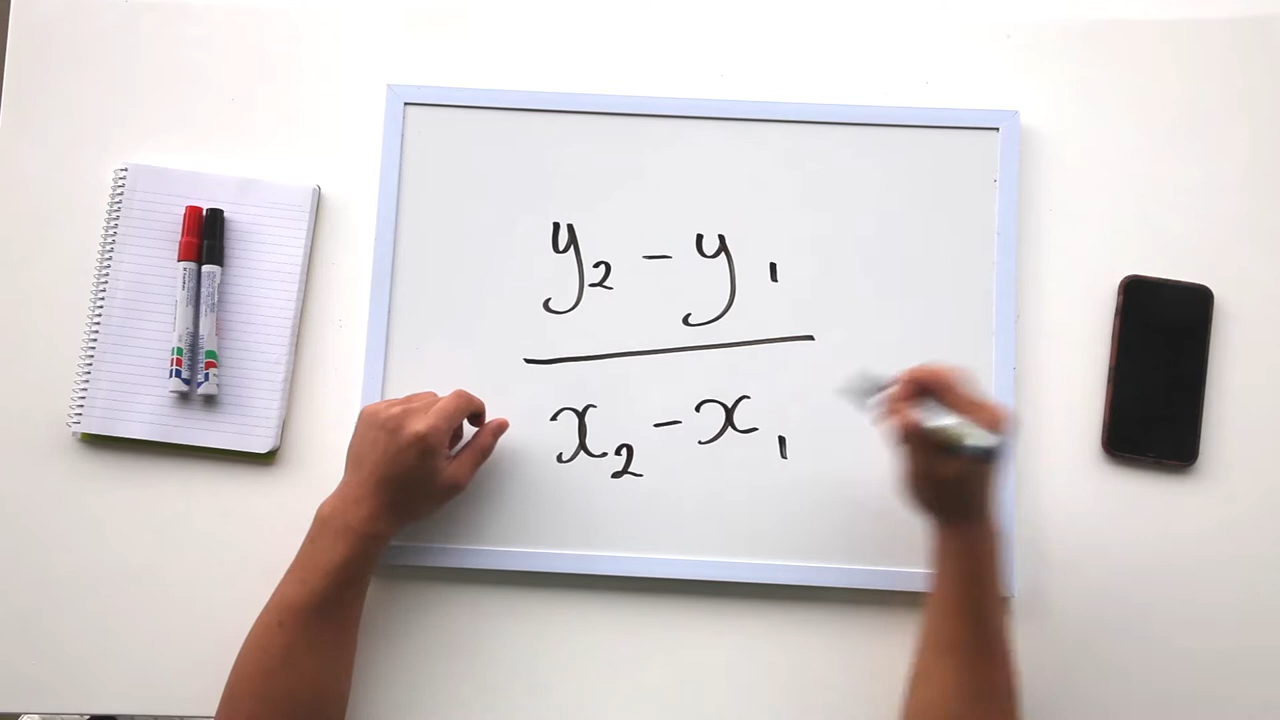 y₂ - y₁
x₂ - x₁